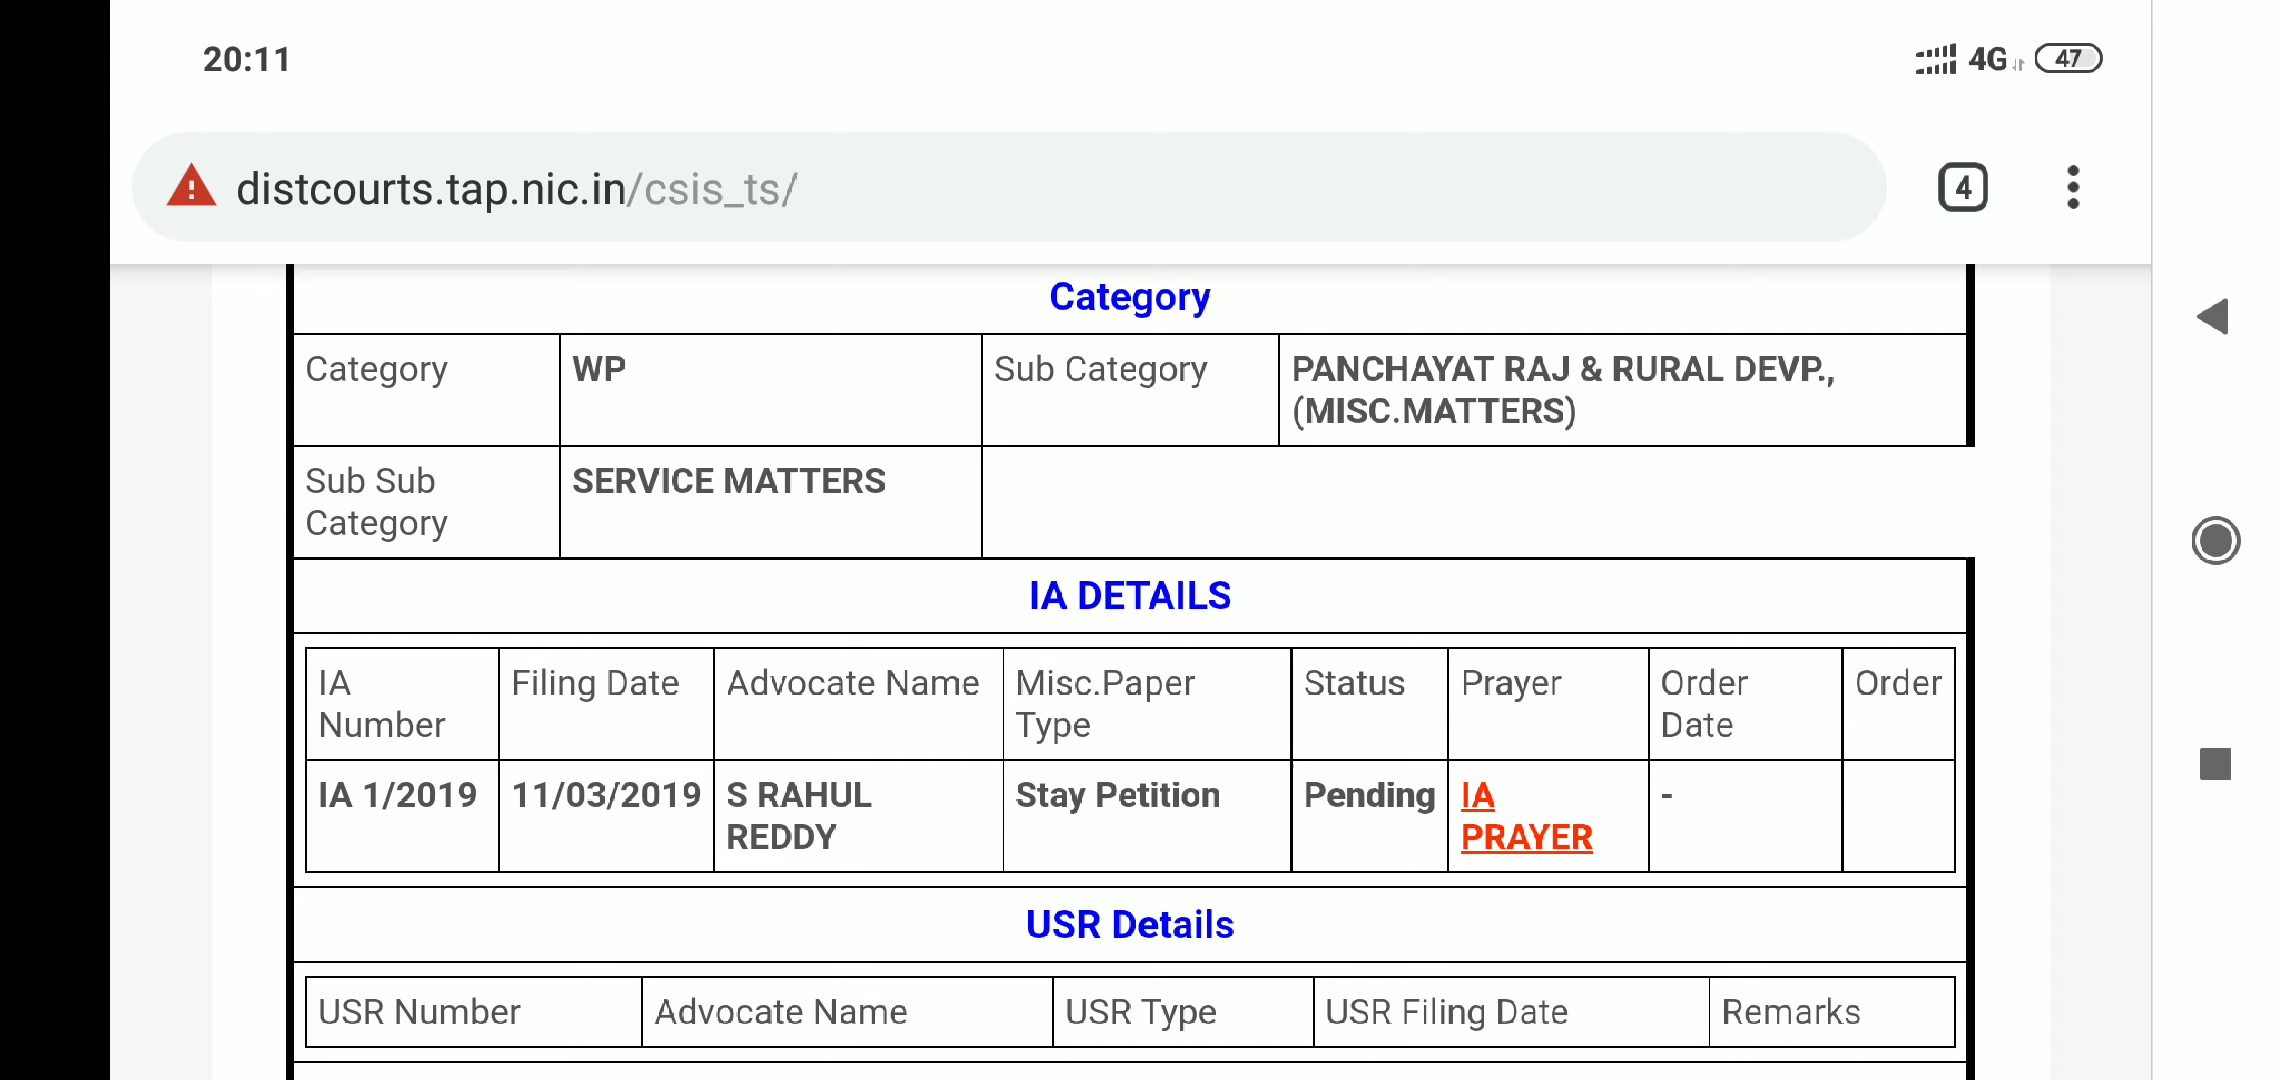 20:11
4G 47
distcourts.tap.nic.in/csis_ts/
4
Category
Category WP Sub Category PANCHAYAT RAJ & RURAL DEVP.,
(MISC.MATTERS)
Sub Sub SERVICE MATTERS
Category
IA DETAILS
IA Filing Date Advocate Name Misc.Paper Status Prayer Order Order
Number Type Date
IA 1/2019 11/03/2019 S RAHUL Stay Petition Pending IA -
REDDY PRAYER
USR Details
USR Number Advocate Name USR Type USR Filing Date Remarks